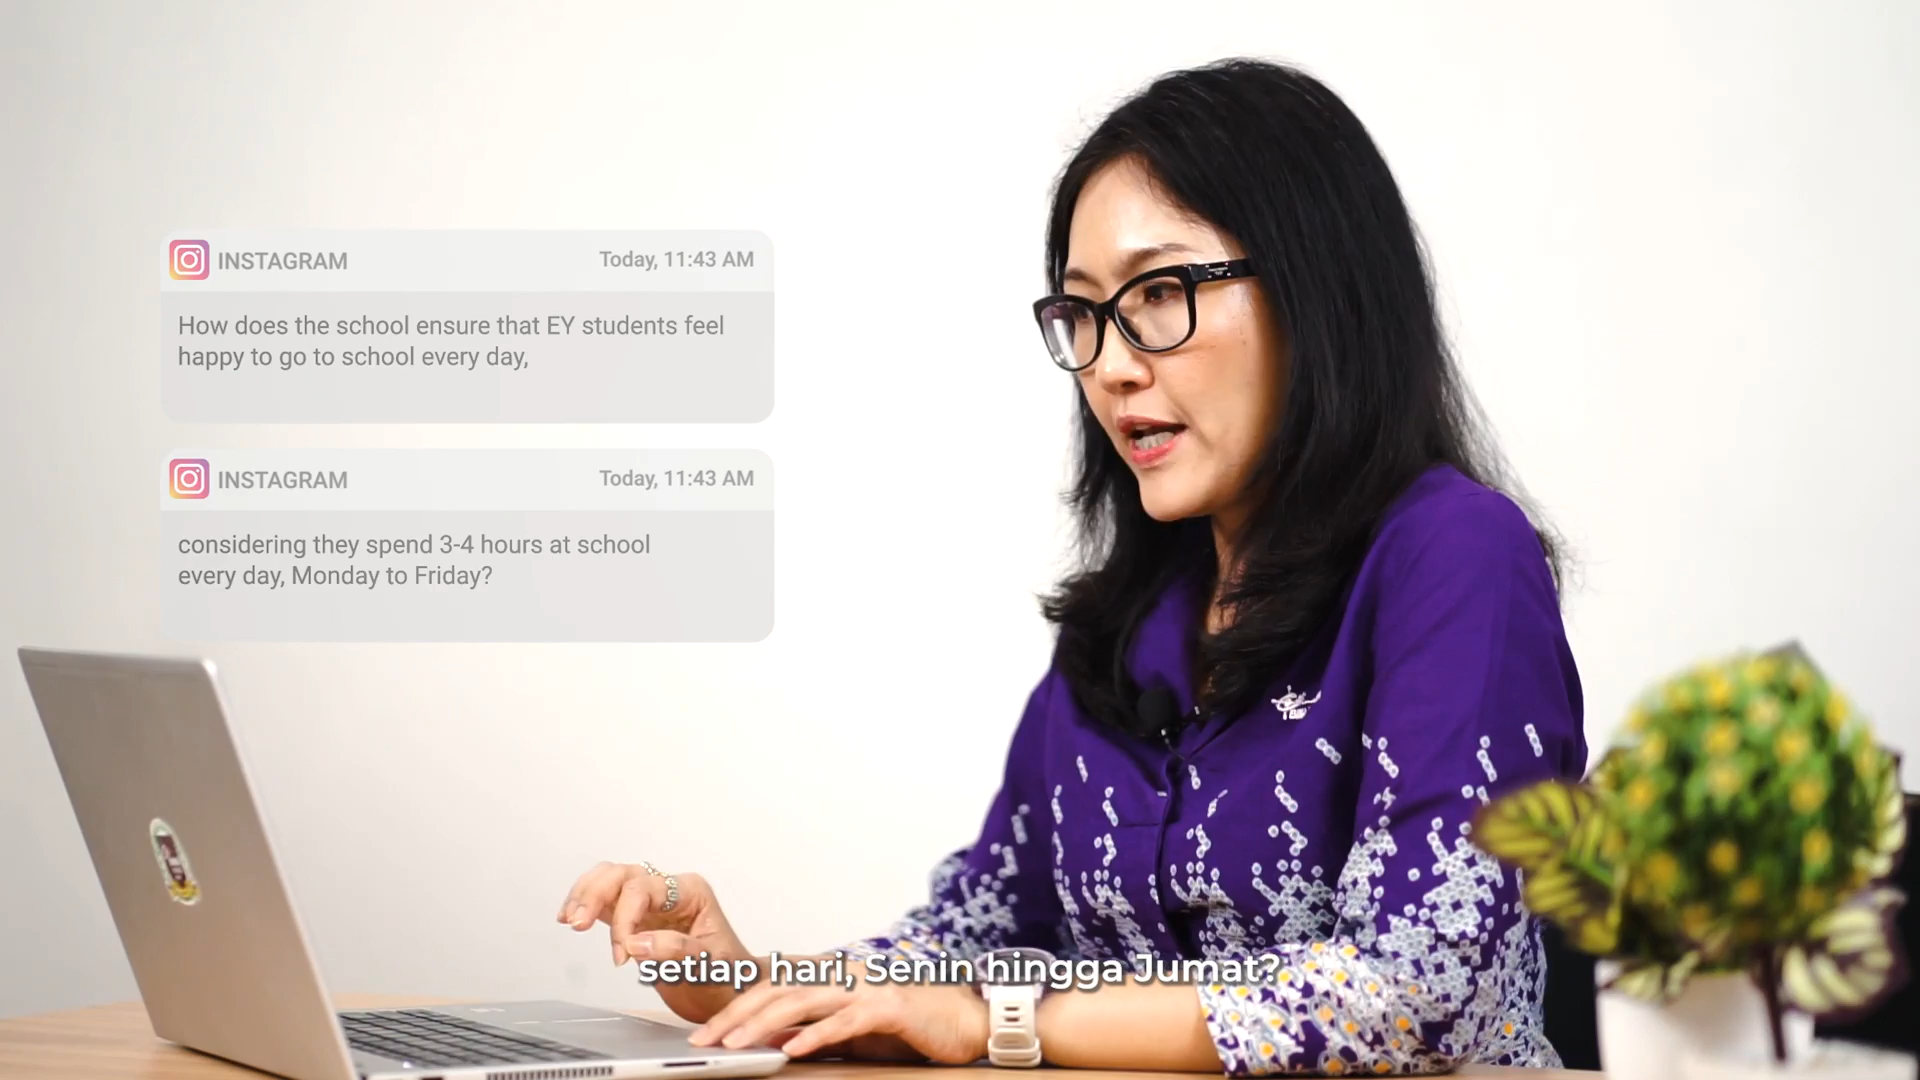 INSTAGRAM
Today, 11:43 AM
How does the school ensure that EY students feel
happy to go to school every day,
INSTAGRAM
Today, 11:43 AM
considering they spend 3-4 hours at school
every day, Monday to Friday?
setiap hari, Senin hingga Jumat?